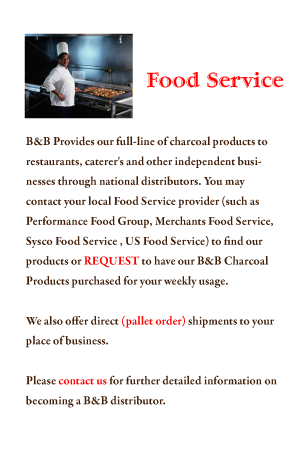 Food Service
B&B Provides our full-line of charcoal products to
restaurants, caterer's and other independent busi-
nesses through national distributors. You may
contact your local Food Service provider (such as
Performance Food Group, Merchants Food Service,
Sysco Food Service , US Food Service) to find our
products or REQUEST to have our B&B Charcoal
Products purchased for your weekly usage.
We also offer direct (pallet order) shipments to your
place of business.
Please contact us for further detailed information on
becoming a B&B distributor.